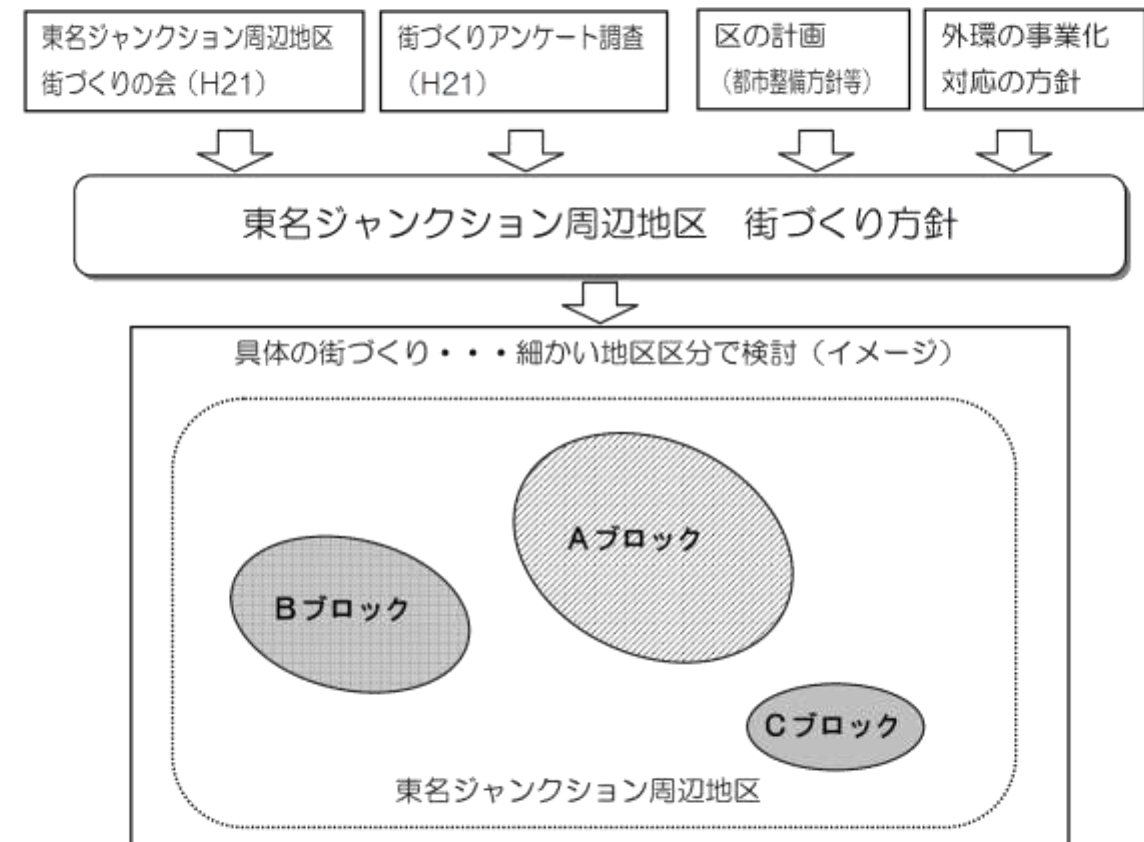 東名ジャンクション周辺地区
街づくりの会（H21）
街づくりアンケート調査
（H21）
区の計画
（都市整備方針等）
外環の事業化
対応の方針
東名ジャンクション周辺地区　街づくり方針
具体の街づくり・・・細かい地区区分で検討（イメージ）
Aブロック
Bブロック
Cブロック
東名ジャンクション周辺地区